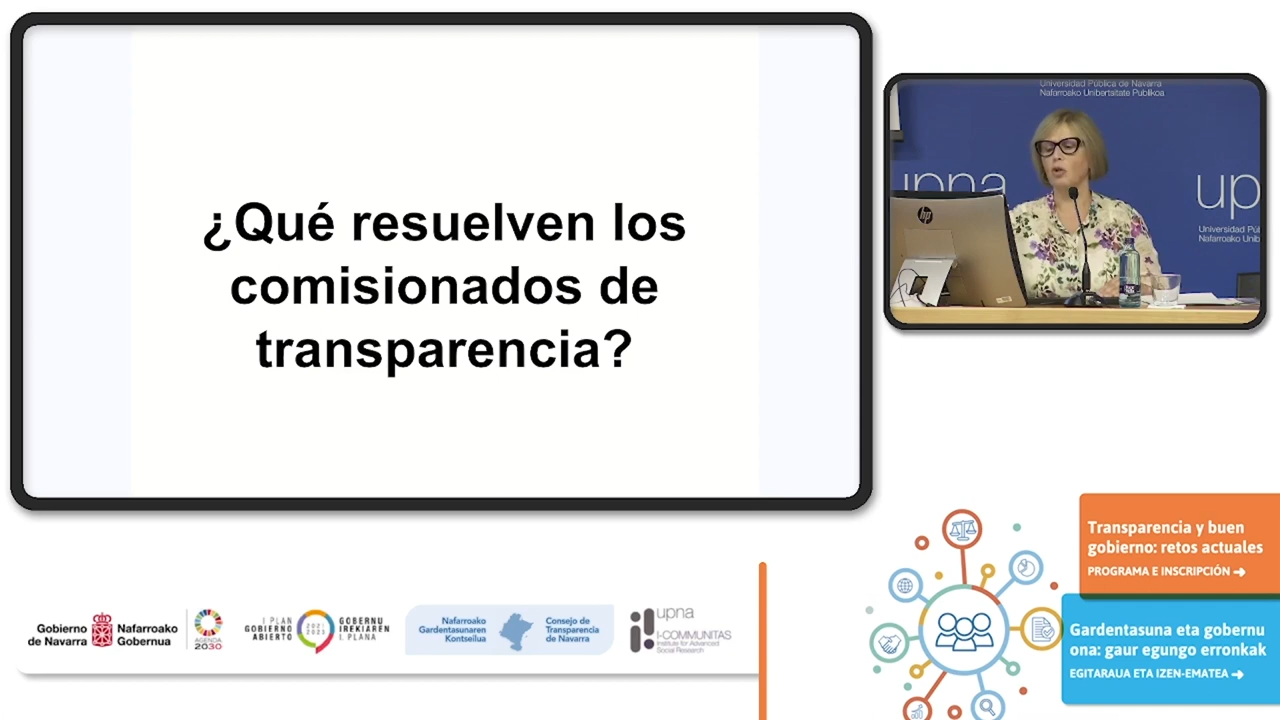 ¿Qué resuelven los
comisionados de
transparencia?
Universidad Pública de Navarra
Nafarroako Unibertsitate Publikoa
upna
hp
up
Universidad Púb
Nafarroako Unib
Transparencia y buen
gobierno: retos actuales
PROGRAMA E INSCRIPCIÓN
Gardentasuna eta gobernu
ona: gaur egungo erronkak
EGITARAUA ETA IZEN-EMATEA
Gobierno
de Navarra
Nafarroako
Gobernua
AGENDA
2030
I PLAN
GOBIERNO
ABIERTO
2021
2023
GOBERNU
IREKIAREN
I. PLANA
Nafarroako
Gardentasunaren
Kontseilua
Consejo de
Transparencia
de Navarra
upna
I-COMMUNITAS
Institute for Advanced
Social Research